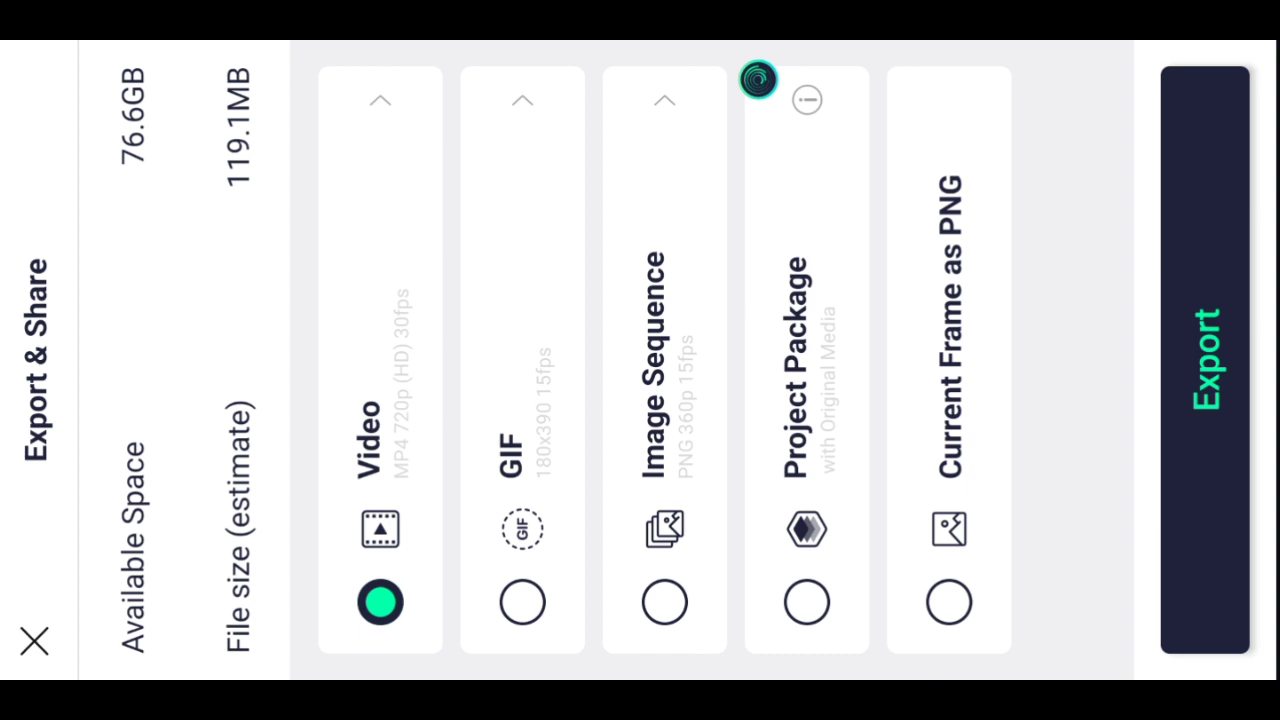 Export & Share
Available Space 76.6GB
File size (estimate) 119.1MB
Video
MP4 720p (HD) 30fps
GIF
GIF
180x390 15fps
Image Sequence
PNG 360p 15fps
Project Package
with Original Media
Current Frame as PNG
Export